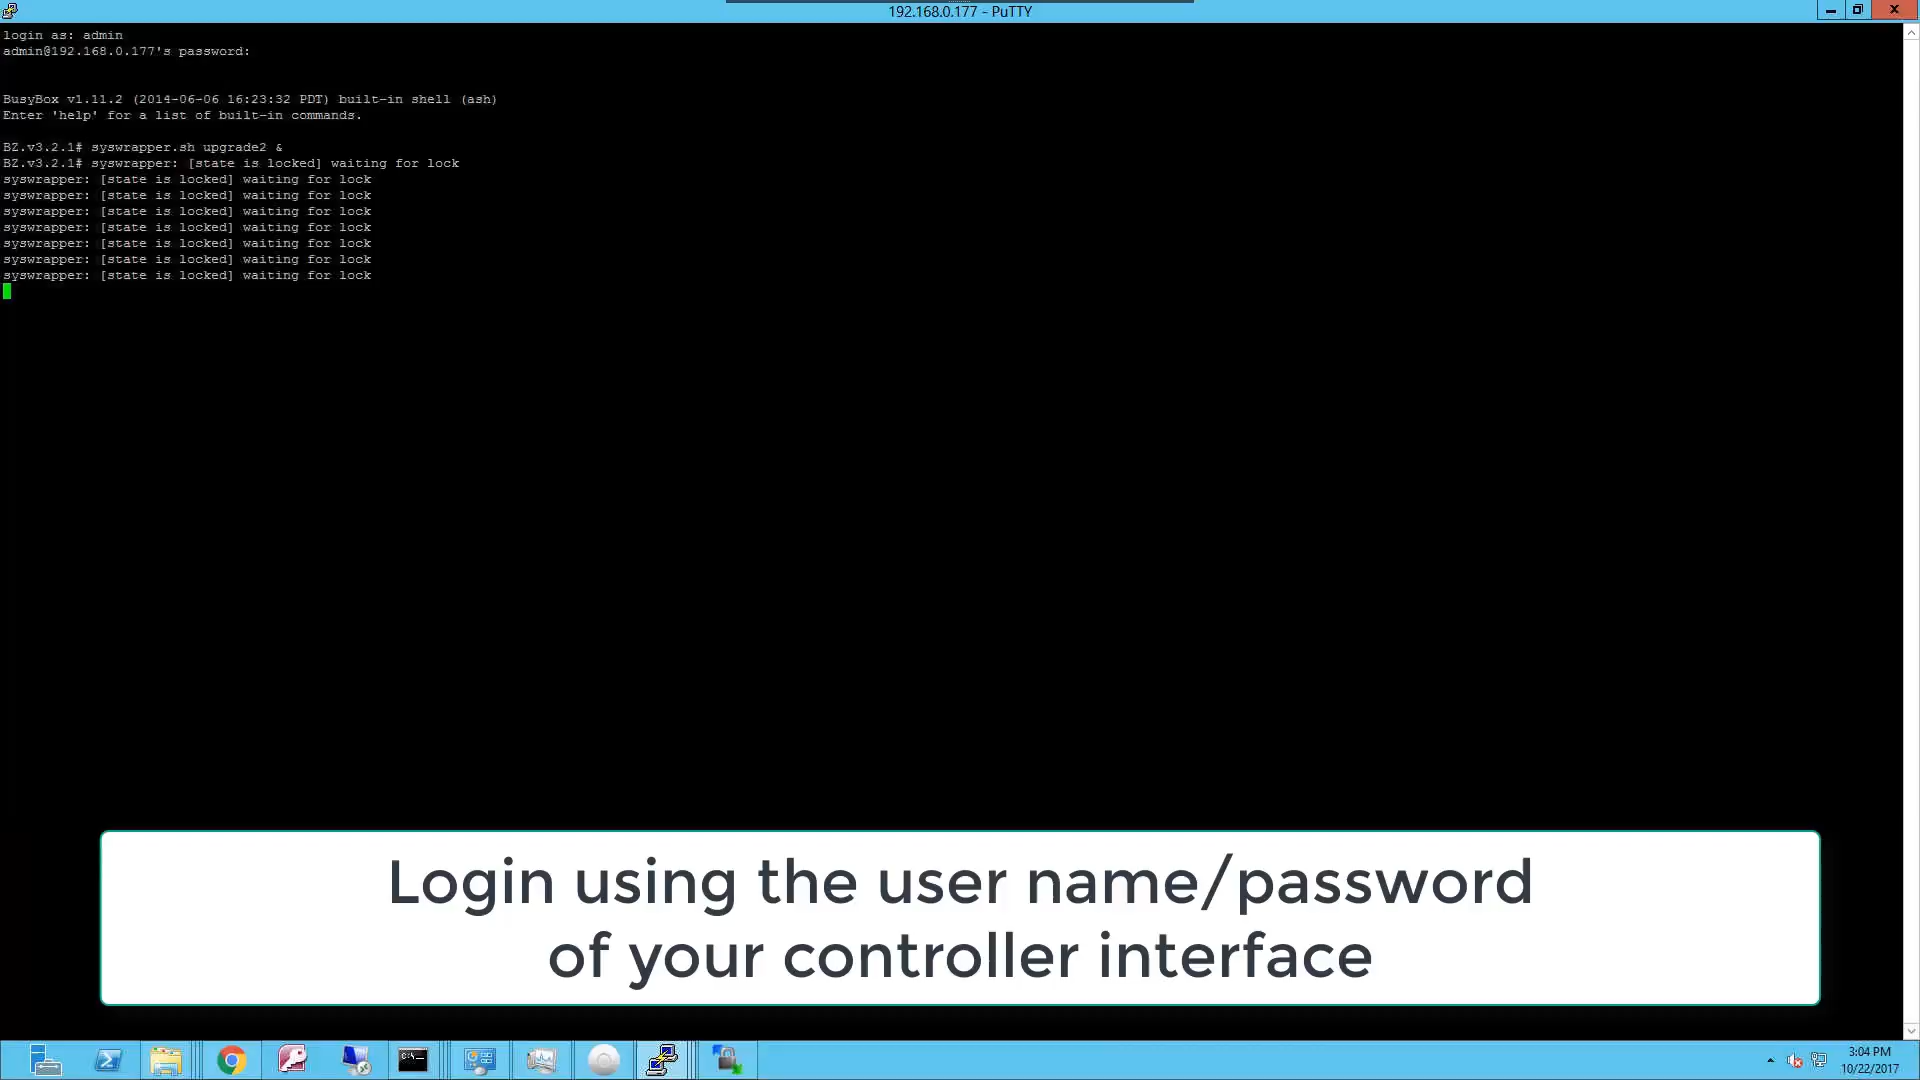 192.168.0.177 - PuTTY
login as: admin
admin@192.168.0.177's password:
BusyBox v1.11.2 (2014-06-06 16:23:32 PDT) built-in shell (ash)
Enter 'help' for a list of built-in commands.
BZ.v3.2.1# syswrapper.sh upgrade2 &
BZ.v3.2.1# syswrapper: [state is locked] waiting for lock
syswrapper: [state is locked] waiting for lock
syswrapper: [state is locked] waiting for lock
syswrapper: [state is locked] waiting for lock
syswrapper: [state is locked] waiting for lock
syswrapper: [state is locked] waiting for lock
syswrapper: [state is locked] waiting for lock
syswrapper: [state is locked] waiting for lock
Login using the user name/password
of your controller interface
3:04 PM
10/22/2017